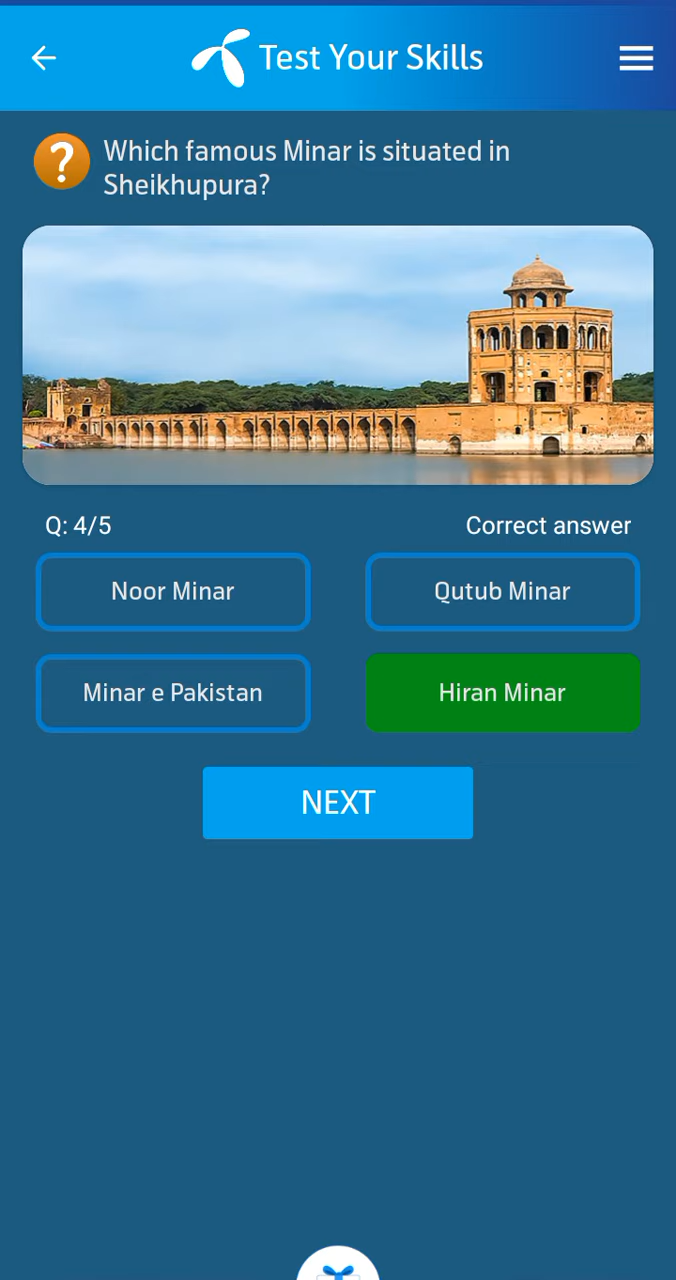 Test Your Skills
Which famous Minar is situated in
Sheikhupura?
Q: 4/5
Correct answer
Noor Minar
Qutub Minar
Minar e Pakistan
Hiran Minar
NEXT